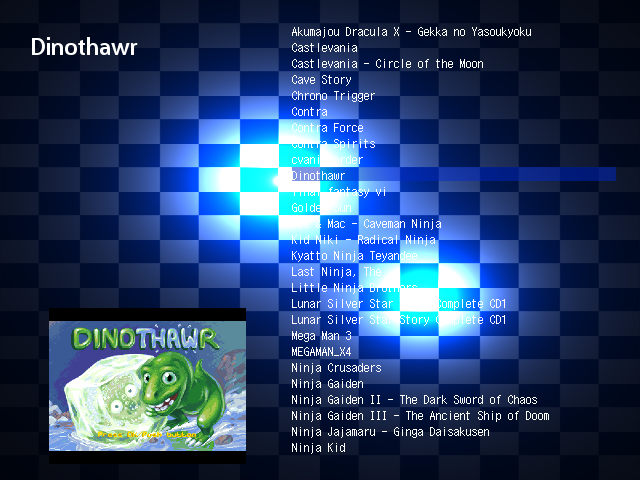 Dinothawr
Akumajou Dracula X - Gekka no Yasoukyoku
Castlevania
Castlevania - Circle of the Moon
Cave Story
Chrono Trigger
Contra
Contra Force
Contra Spirits
Dinothawr
final fantasy vi
Golden Sun
Mac - Caveman Ninja
Kid Niki - Radical Ninja
Kyatto Ninja Teyandee
Last Ninja, The
Little Ninja Brothers
Lunar Silver Star Complete CD1
Lunar Silver Star Story Complete CD1
Mega Man 3
MEGAMAN_X4
Ninja Crusaders
Ninja Gaiden
Ninja Gaiden II - The Dark Sword of Chaos
Ninja Gaiden III - The Ancient Ship of Doom
Ninja Jajamaru - Ginga Daisakusen
Ninja Kid
DINOTHAWR
button